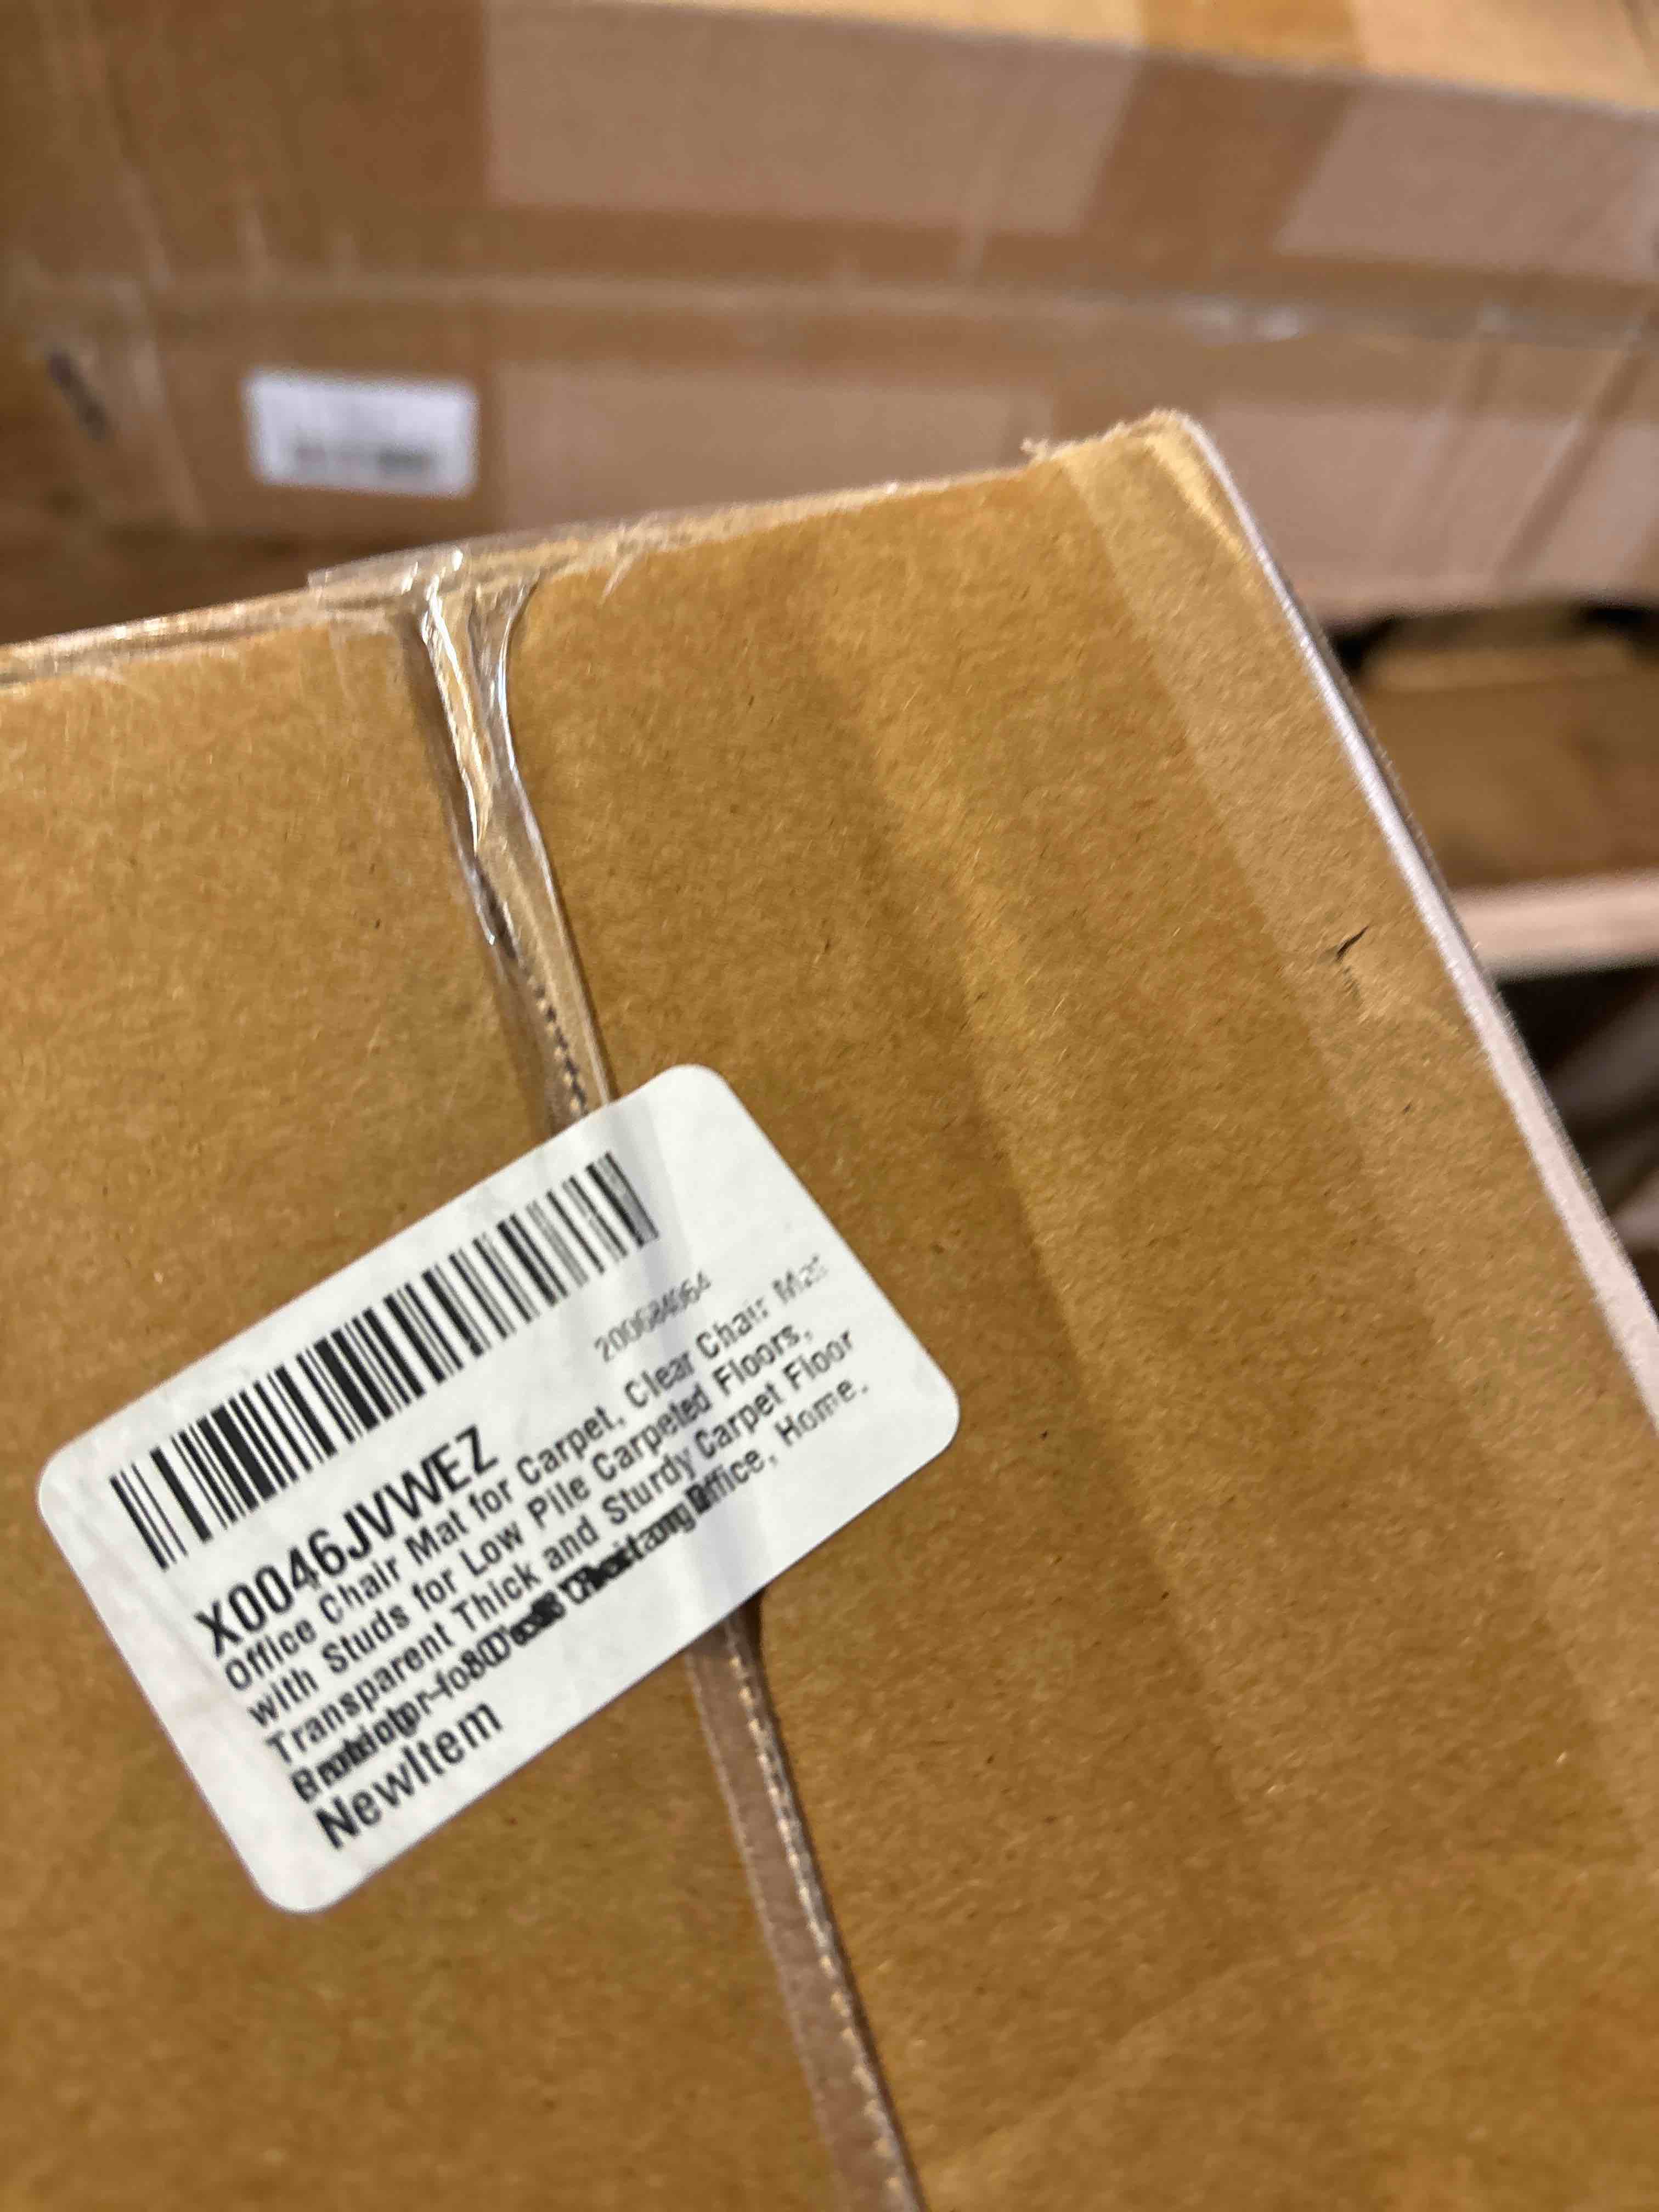 X0046JVWEZ
Office Chair Mat for Carpet, Clear Chair Mat
with Studs for Low Pile Carpeted Floors,
Transparent Thick and Sturdy Carpet Floor
Office, Home,
NewItem